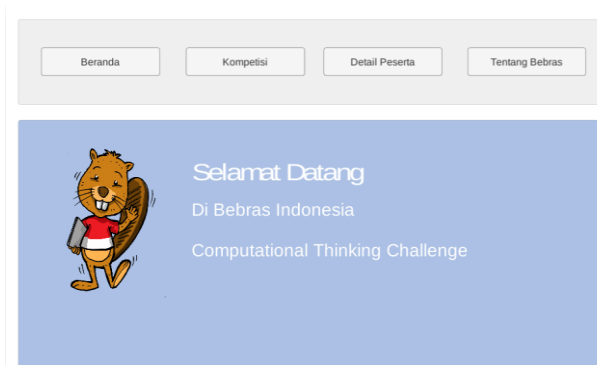 Beranda
Kompetisi
Detail Peserta
Tentang Bebras
Selamat Datang
Di Bebras Indonesia
Computational Thinking Challenge